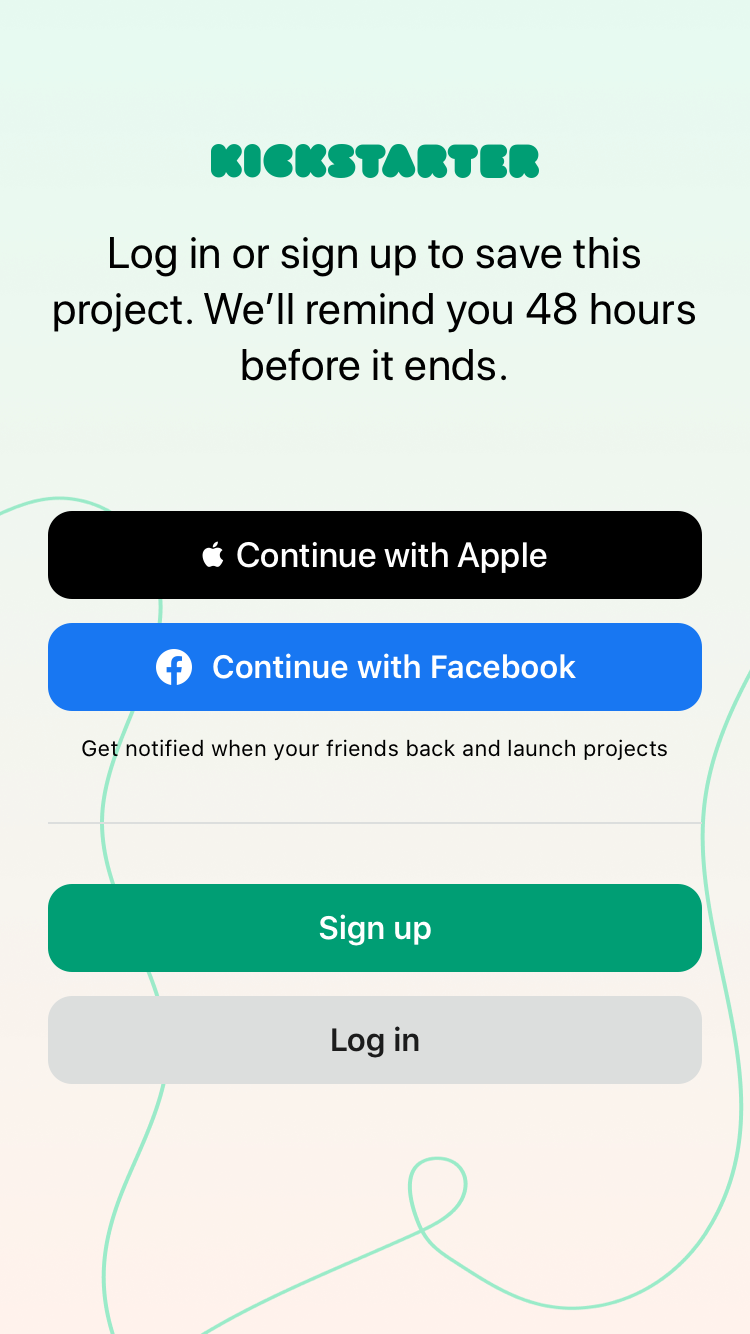 KICKSTARTER
Log in or sign up to save this
project. We’ll remind you 48 hours
before it ends.
Continue with Apple
Continue with Facebook
Get notified when your friends back and launch projects
Sign up
Log in